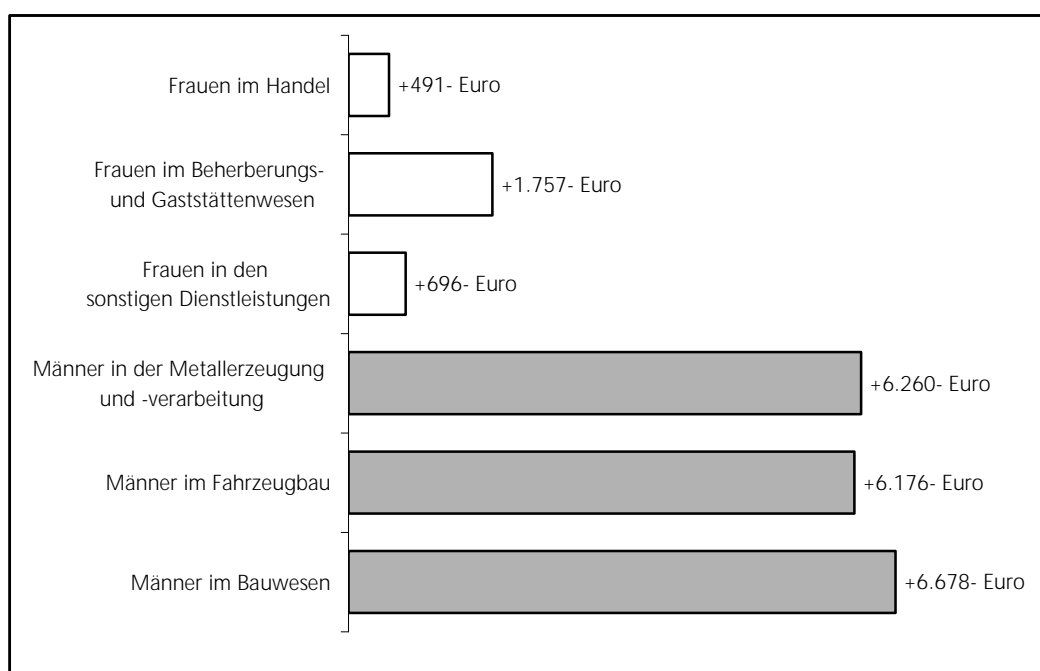 Frauen im Handel
+491- Euro
Frauen im Beherberungs-
und Gaststättenwesen
+1.757- Euro
Frauen in den
sonstigen Dienstleistungen
+696- Euro
Männer in der Metallerzeugung
und -verarbeitung
+6.260- Euro
Männer im Fahrzeugbau
+6.176- Euro
Männer im Bauwesen
+6.678- Euro